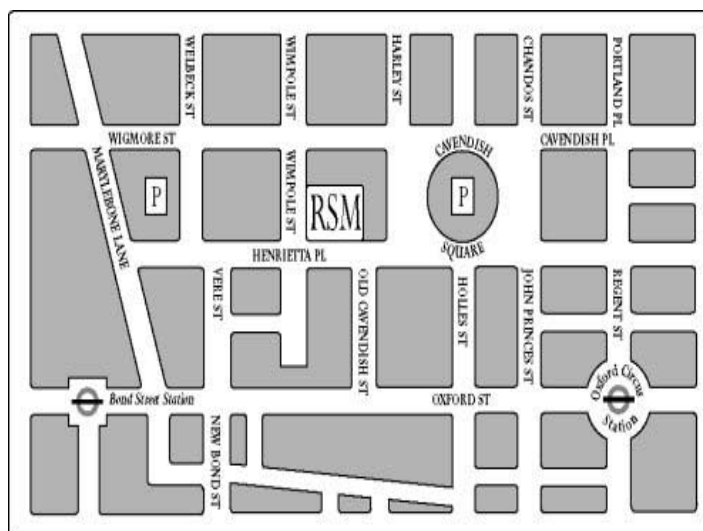 WELBECK ST
WIMPOLE ST
HARLEY ST
CHANDOS ST
PORTLAND PL
WIGMORE ST
CAVENDISH
CAVENDISH PL
MARYLEBONE LANE
P
WIMPOLE ST
RSM
P
SQUARE
HENRIETTA PL
VERE ST
OLD CAVENDISH ST
HOLLES ST
JOHN PRINCES ST
REGENT ST
Bond Street Station
OXFORD ST
Oxford Circus
Station
NEW BOND ST